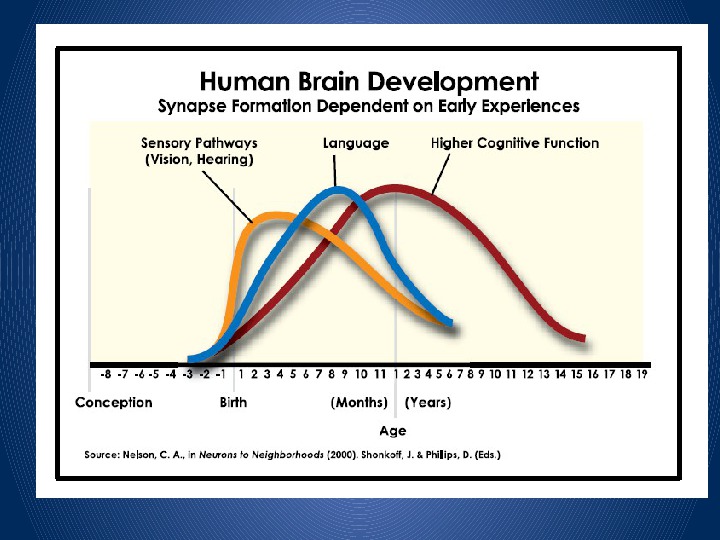 Human Brain Development
Synapse Formation Dependent on Early Experiences
Sensory Pathways
(Vision, Hearing)
Language
Higher Cognitive Function
-8 -7 -6 -5 -4 -3 -2 -1 1 2 3 4 5 6 7 8 9 10 11 1 2 3 4 5 6 7 8 9 10 11 12 13 14 15 16 17 18 19
Conception Birth (Months) (Years)
Age
Source: Nelson, C. A., in Neurons to Neighborhoods (2000). Shonkoff, J. & Phillips, D. (Eds.)